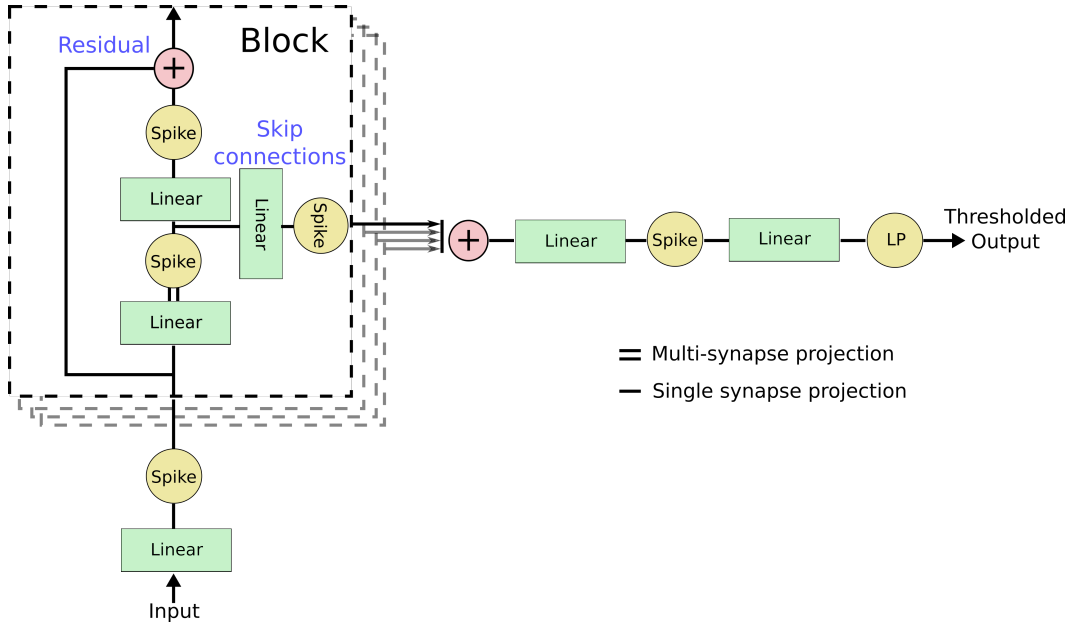 Block
Residual
+
Spike
Skip
connections
Linear
Linear
Spike
Spike
Linear
+
Linear
Spike
Linear
LP
Thresholded
Output
Multi-synapse projection
Single synapse projection
Spike
Linear
Input